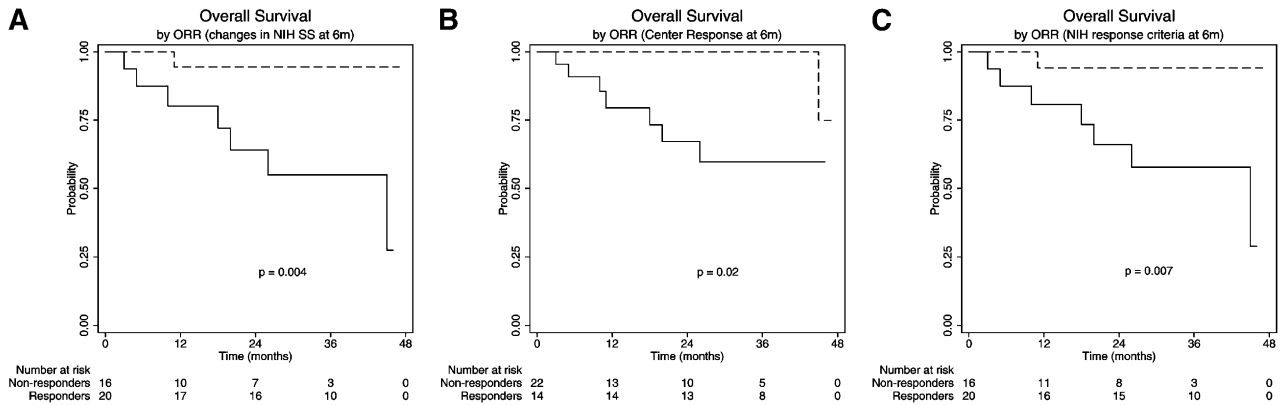 A
Overall Survival
by ORR (changes in NIH SS at 6m)
Probability
1.00
0.75
0.50
0.25
0.00
p = 0.004
0 12 24 36 48
Time (months)
Number at risk
Non-responders 16 10 7 3 0
Responders 20 17 16 10 0
B
Overall Survival
by ORR (Center Response at 6m)
Probability
1.00
0.75
0.50
0.25
0.00
p = 0.02
0 12 24 36 48
Time (months)
Number at risk
Non-responders 22 13 10 5 0
Responders 14 14 13 8 0
C
Overall Survival
by ORR (NIH response criteria at 6m)
Probability
1.00
0.75
0.50
0.25
0.00
p = 0.007
0 12 24 36 48
Time (months)
Number at risk
Non-responders 16 11 8 3 0
Responders 20 16 15 10 0